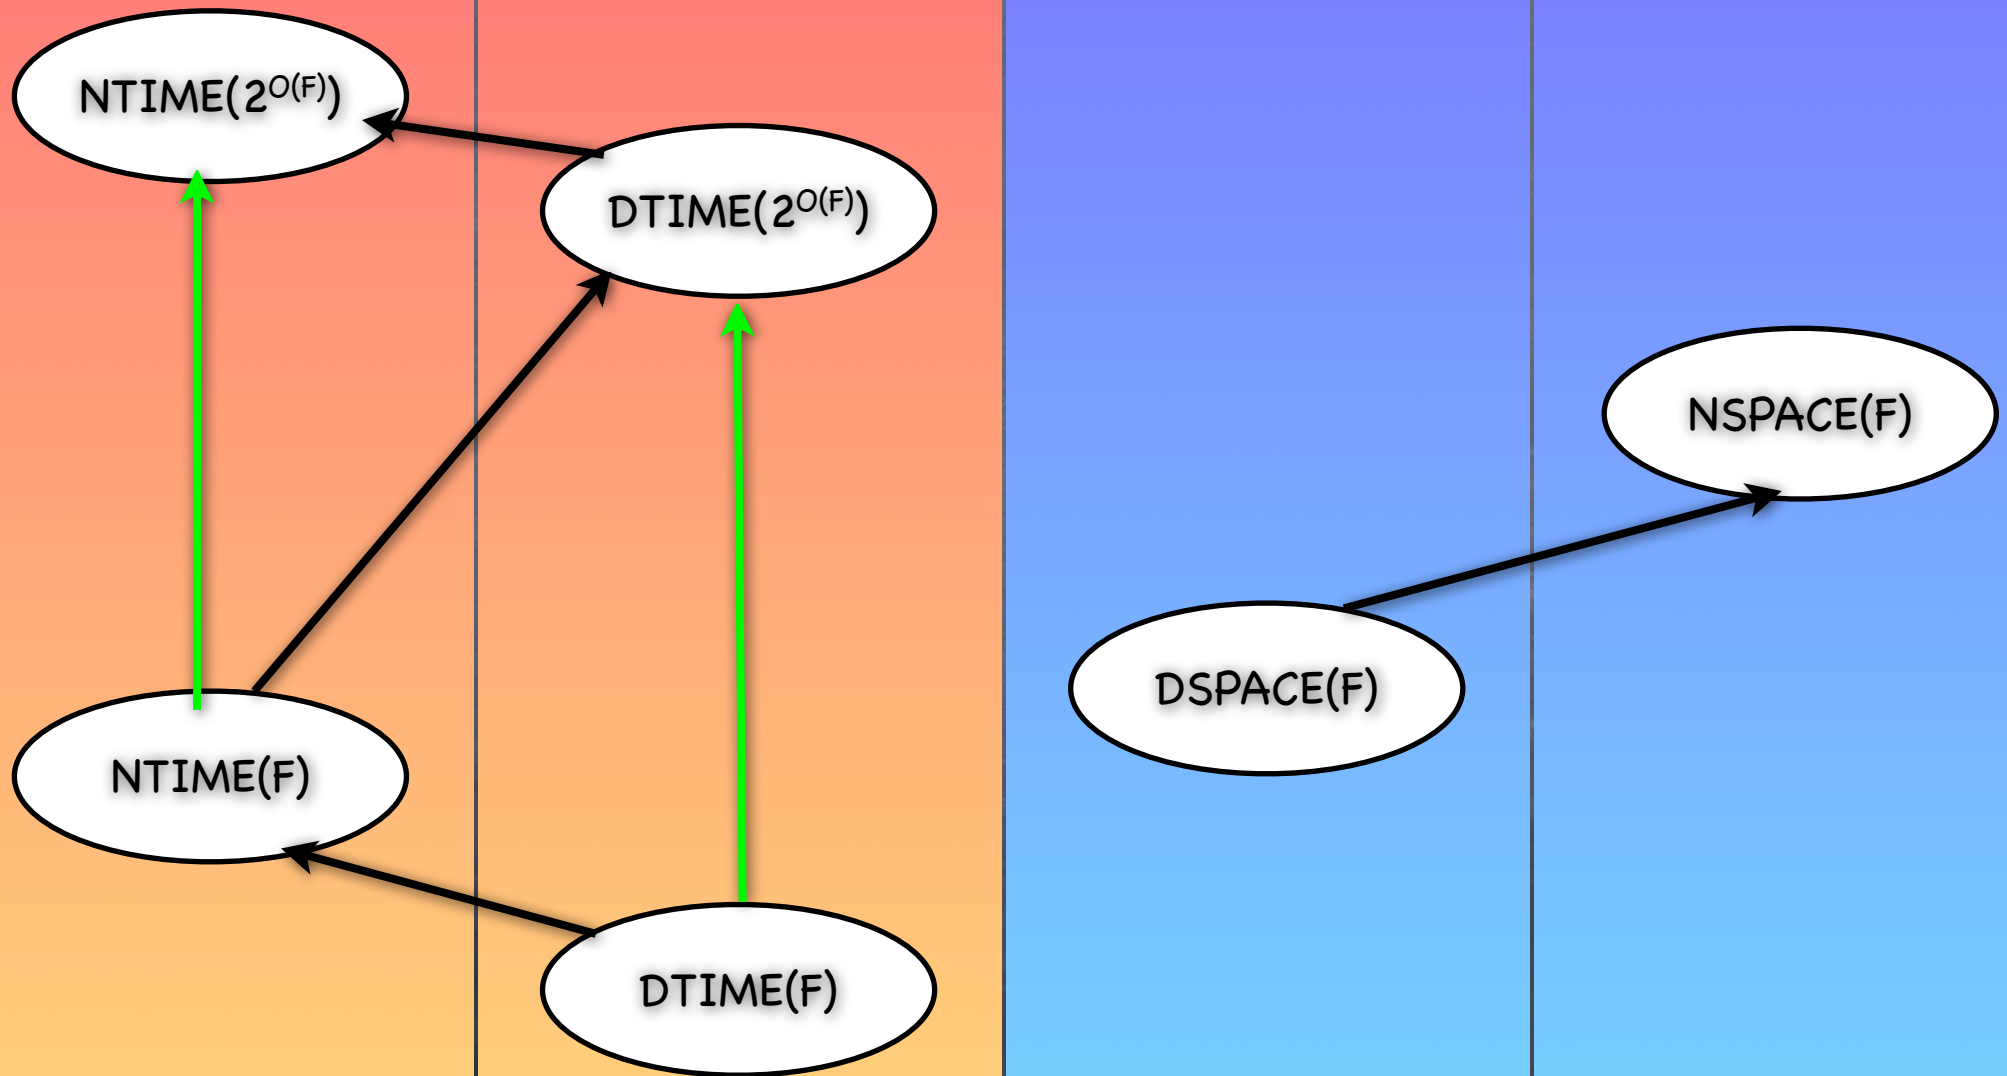 NTIME(2^O(F))
DTIME(2^O(F))
NSPACE(F)
DSPACE(F)
NTIME(F)
DTIME(F)